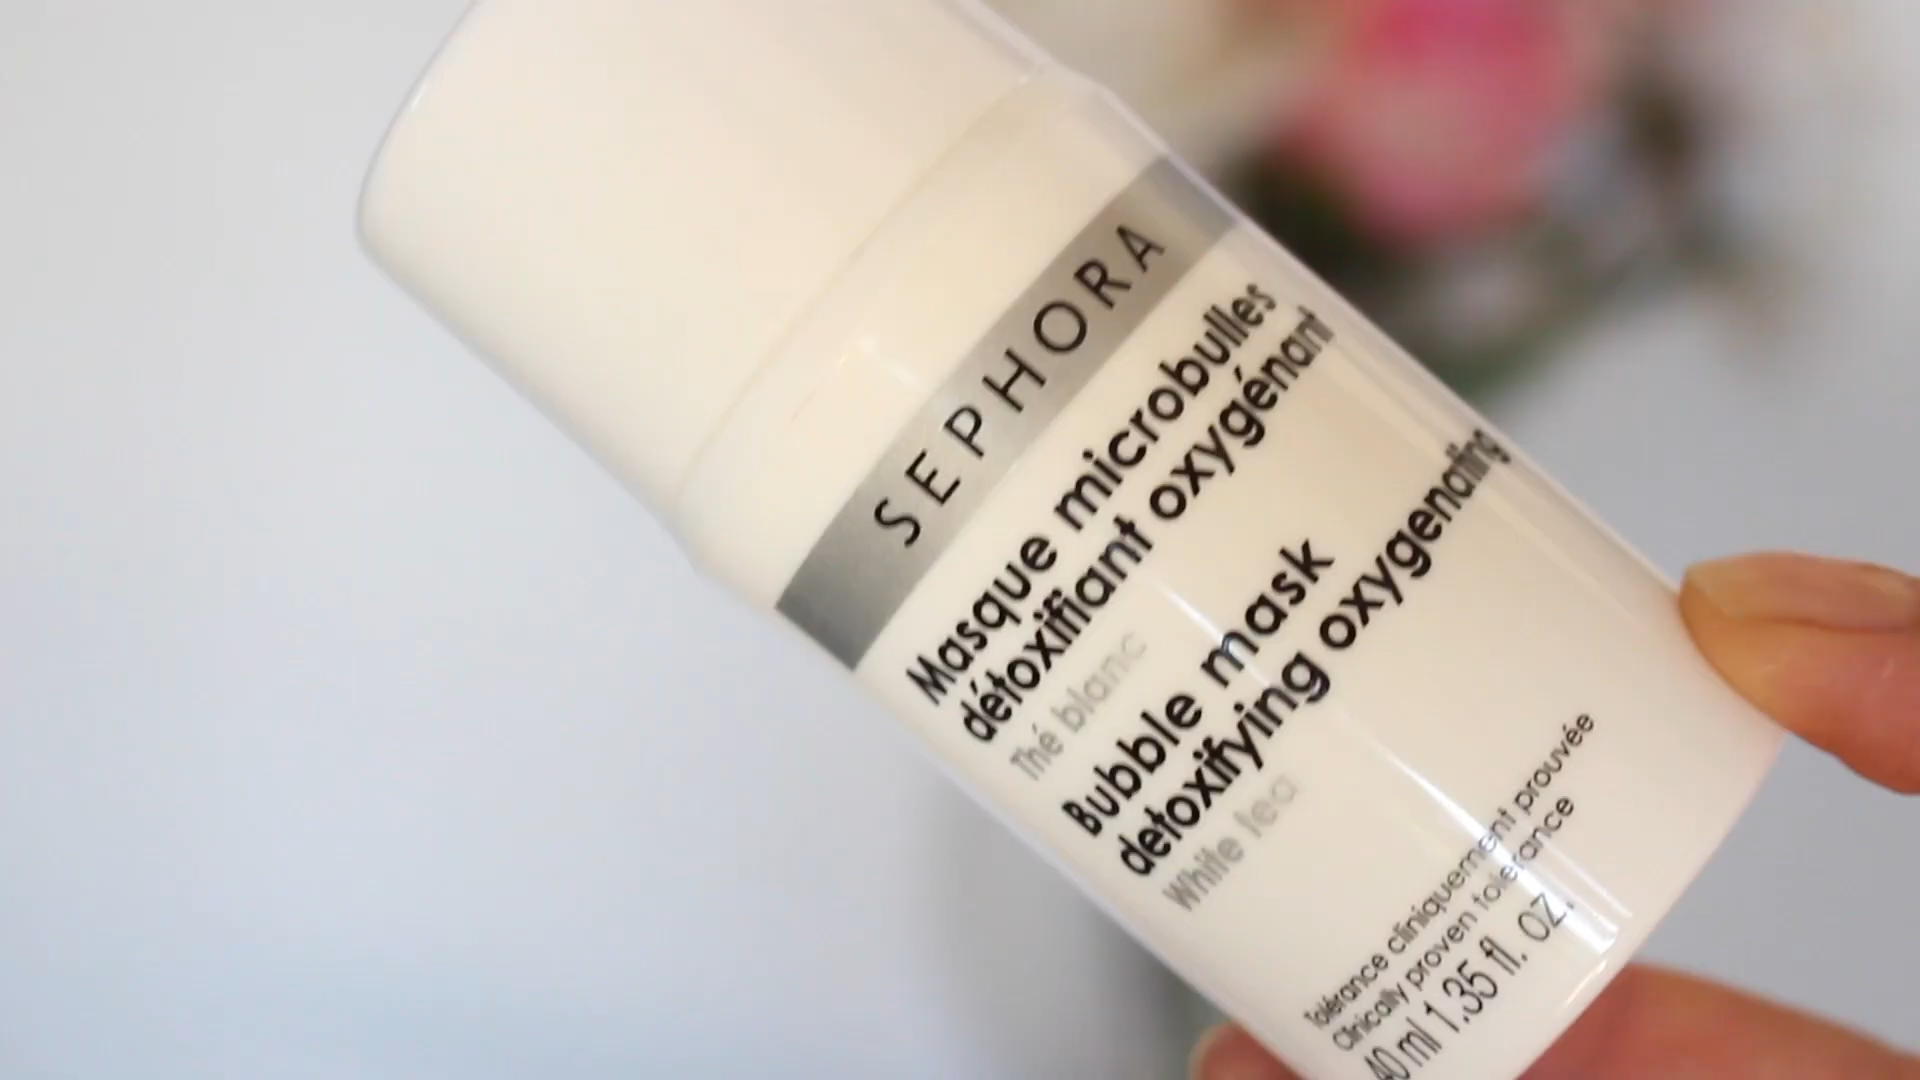 SEPHORA
Masque microbulles
détoxifiant oxygénant
Thé blanc
Bubble mask
detoxifying oxygenating
White tea
Tolérance cliniquement prouvée
Clinically proven tolerance
40 ml 1.35 fl. oz.